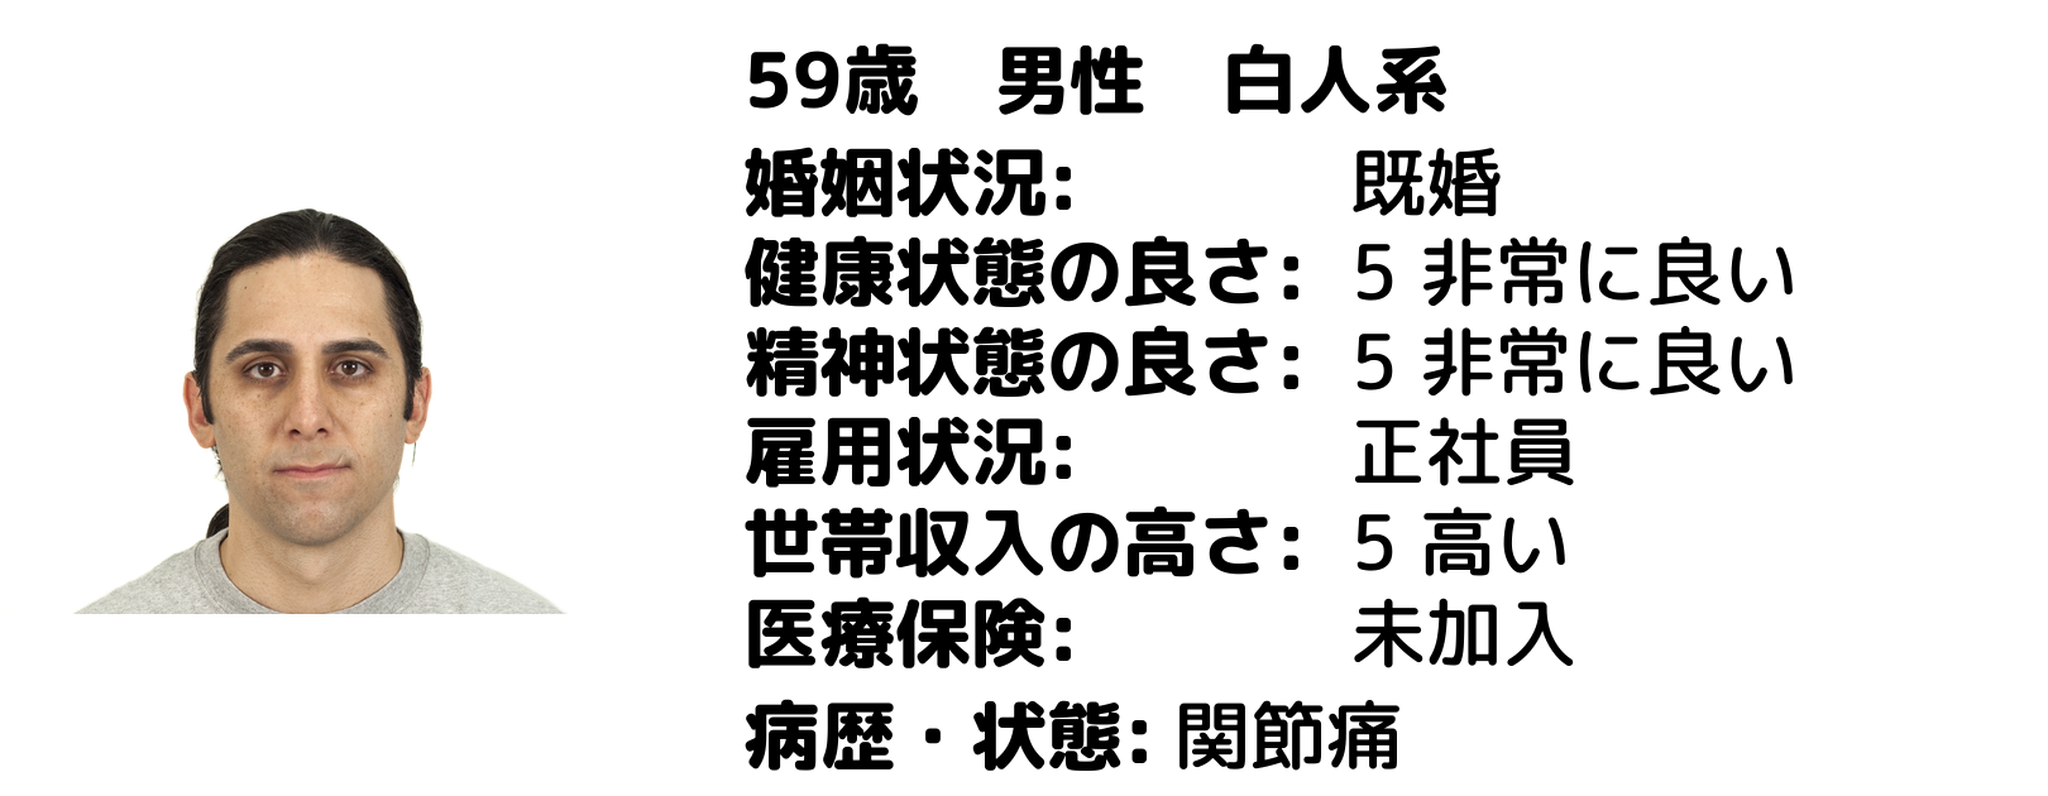 59歳　男性　白人系
婚姻状況: 既婚
健康状態の良さ: 5 非常に良い
精神状態の良さ: 5 非常に良い
雇用状況: 正社員
世帯収入の高さ: 5 高い
医療保険: 未加入
病歴・状態: 関節痛